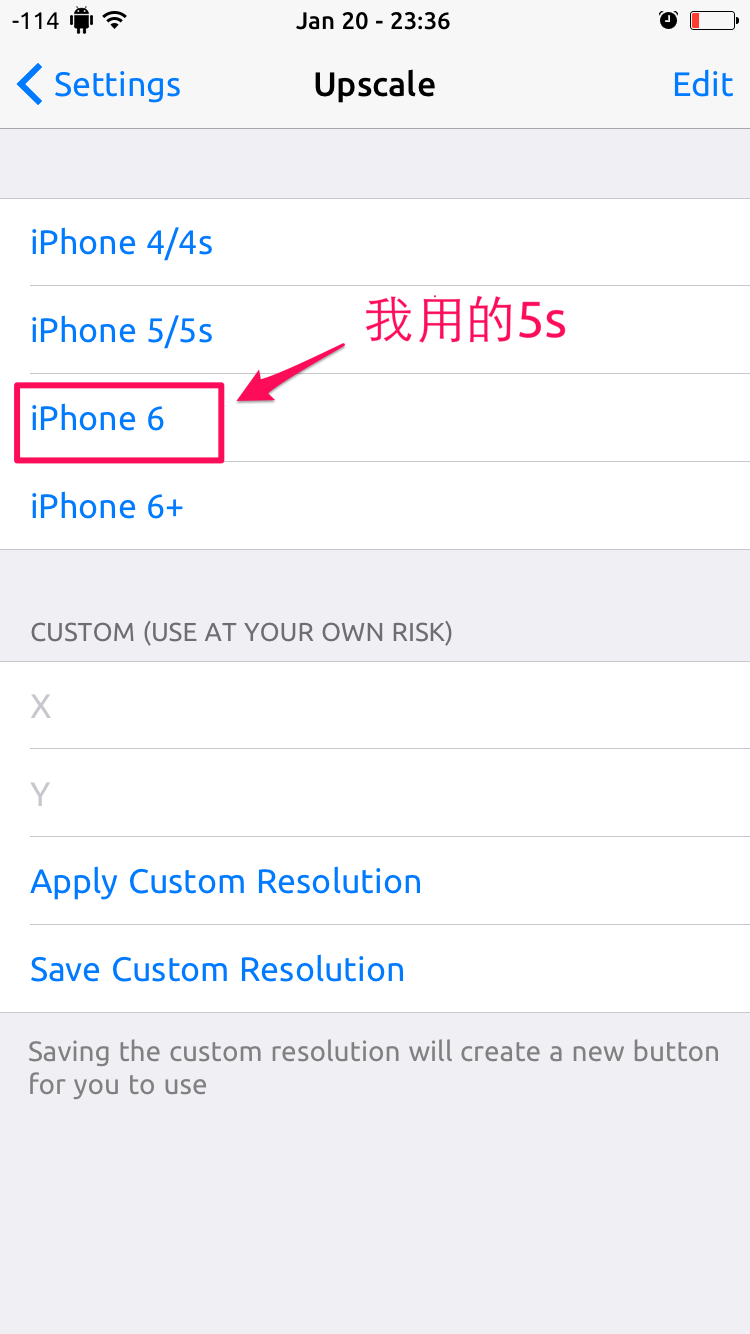 -114 Jan 20 - 23:36
Settings Upscale Edit
iPhone 4/4s
iPhone 5/5s
我用的5s
iPhone 6
iPhone 6+
CUSTOM (USE AT YOUR OWN RISK)
X
Y
Apply Custom Resolution
Save Custom Resolution
Saving the custom resolution will create a new button
for you to use